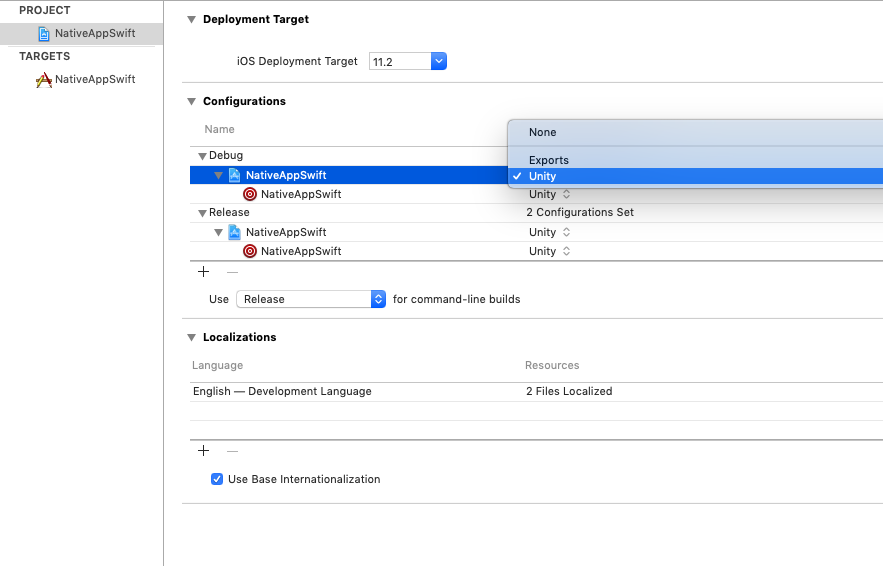 PROJECT
NativeAppSwift
TARGETS
NativeAppSwift
Deployment Target
iOS Deployment Target 11.2
Configurations
Name
None
Debug
Exports
NativeAppSwift Unity
NativeAppSwift Unity
Release 2 Configurations Set
NativeAppSwift Unity
NativeAppSwift Unity
Use Release for command-line builds
Localizations
Language Resources
English — Development Language 2 Files Localized
Use Base Internationalization